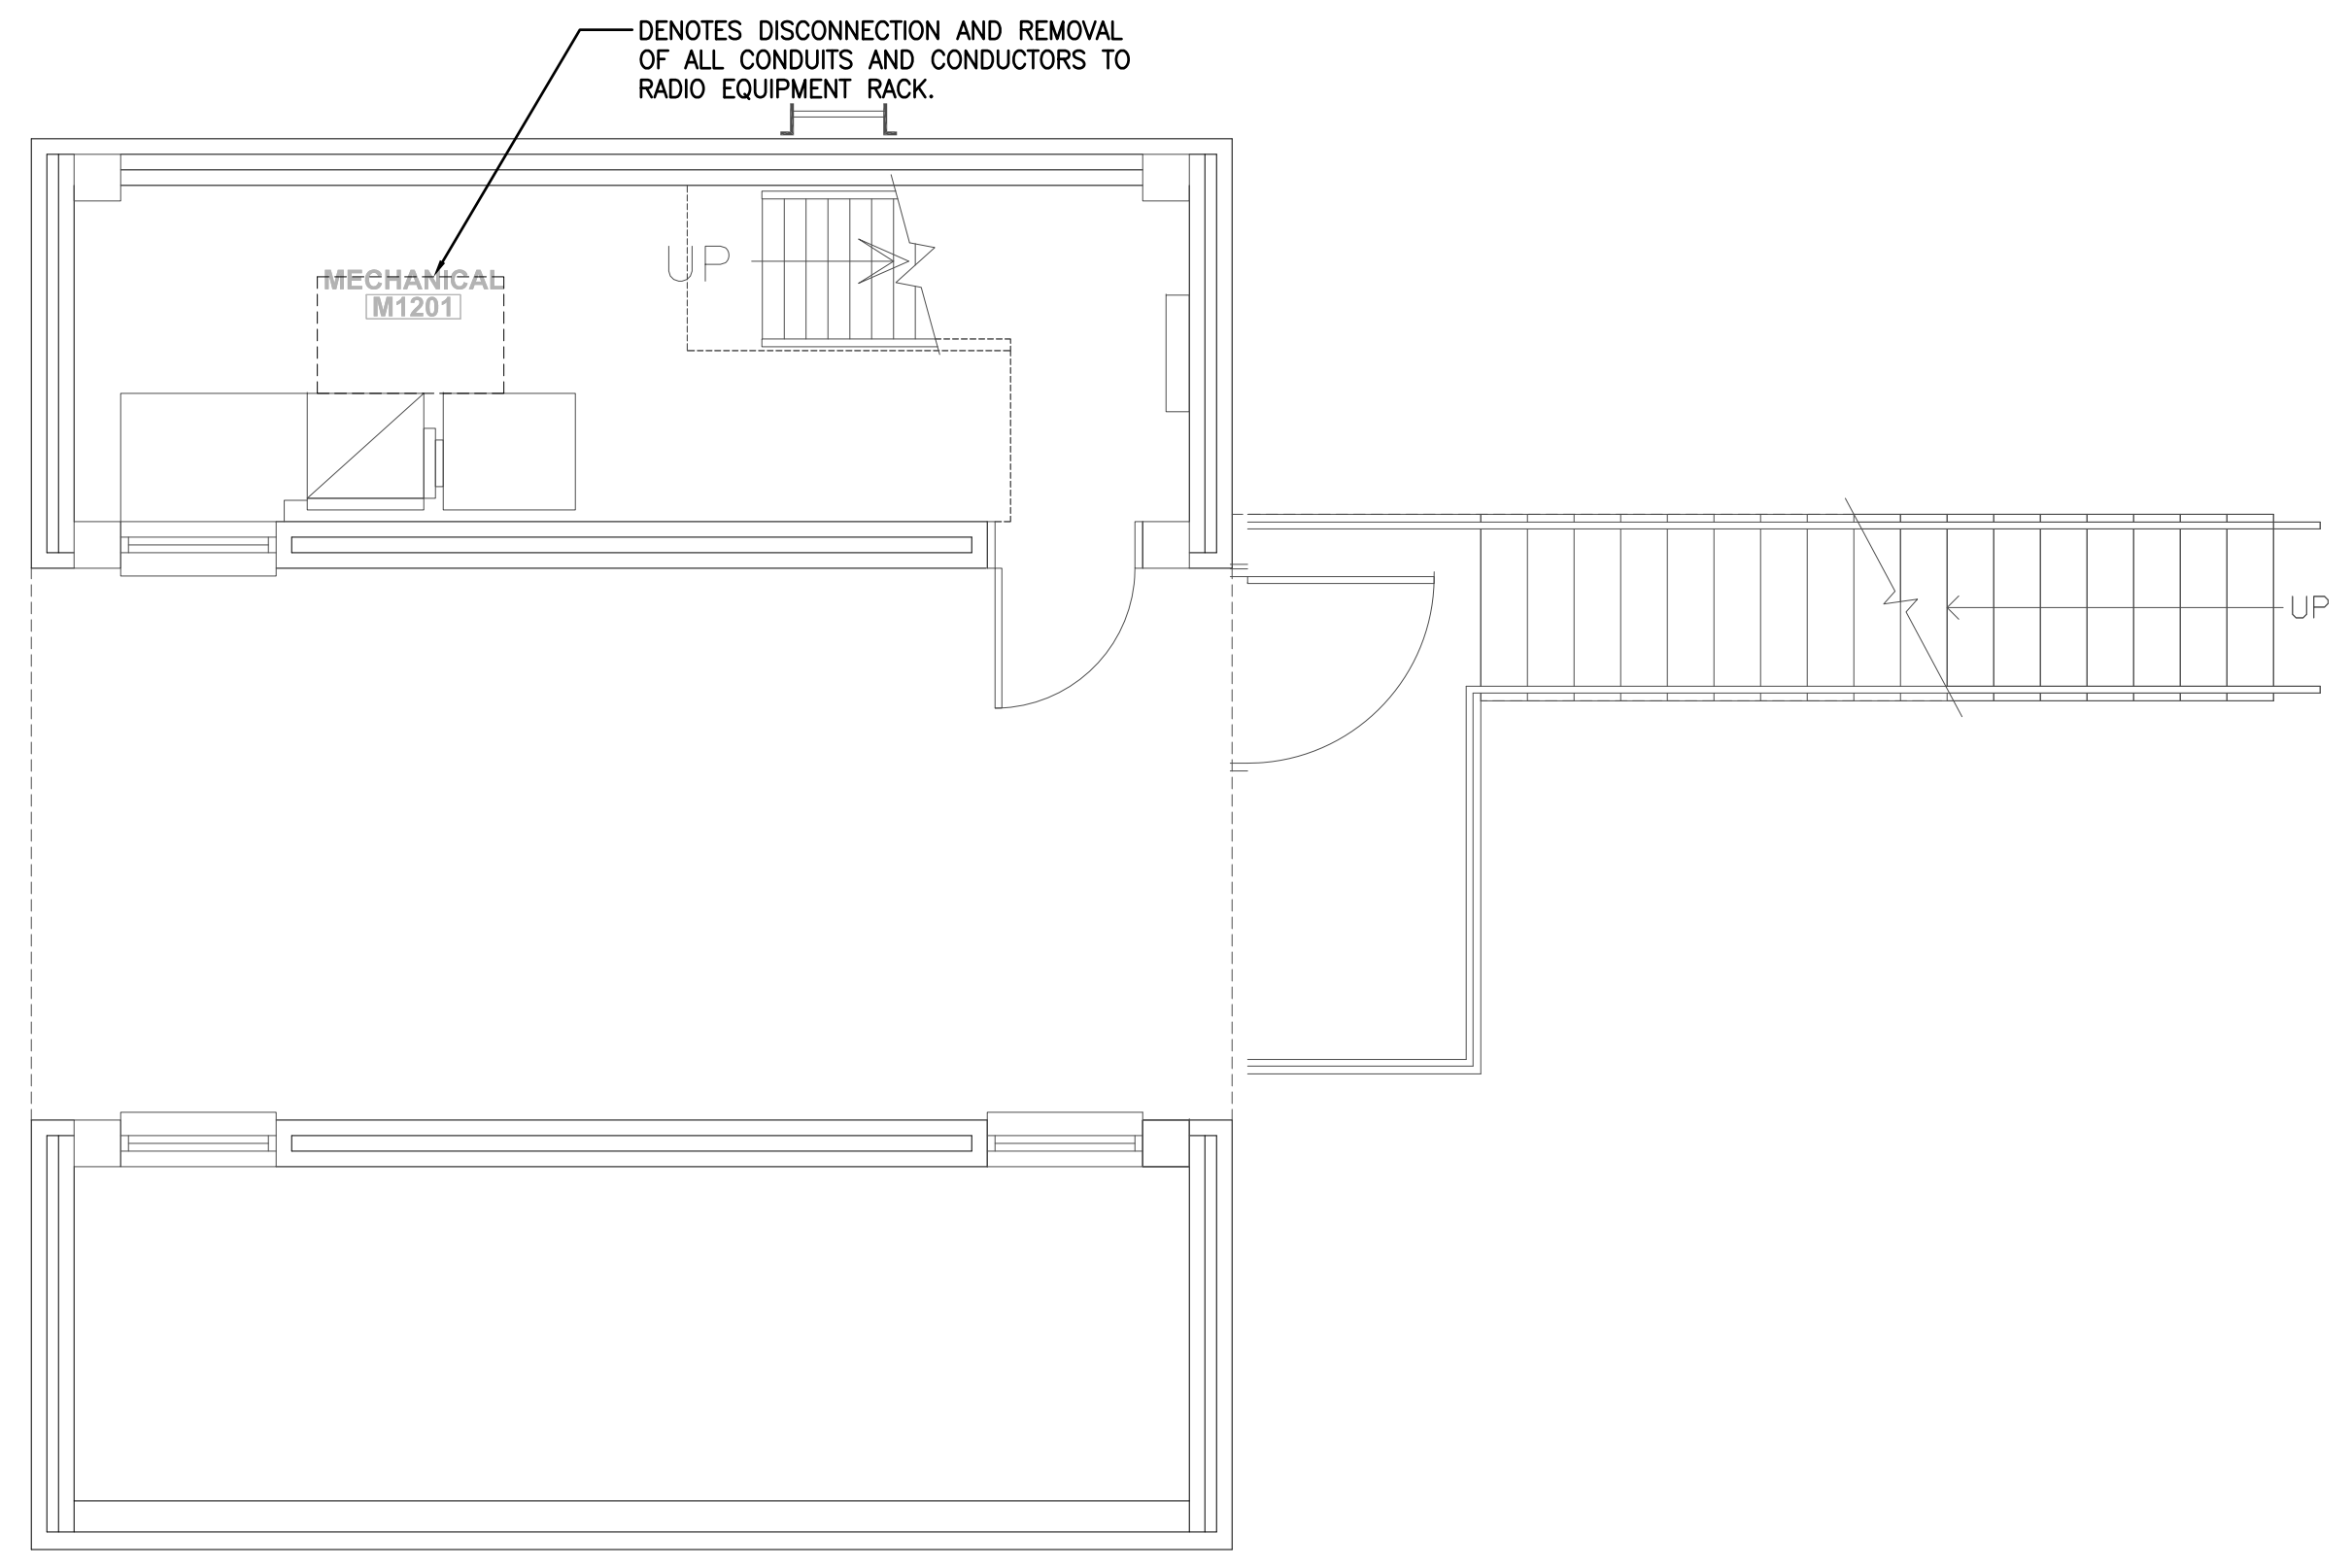 DENOTES DISCONNECTION AND REMOVAL
OF ALL CONDUITS AND CONDUCTORS TO
RADIO EQUIPMENT RACK.
UP
MECHANICAL
M1201
UP